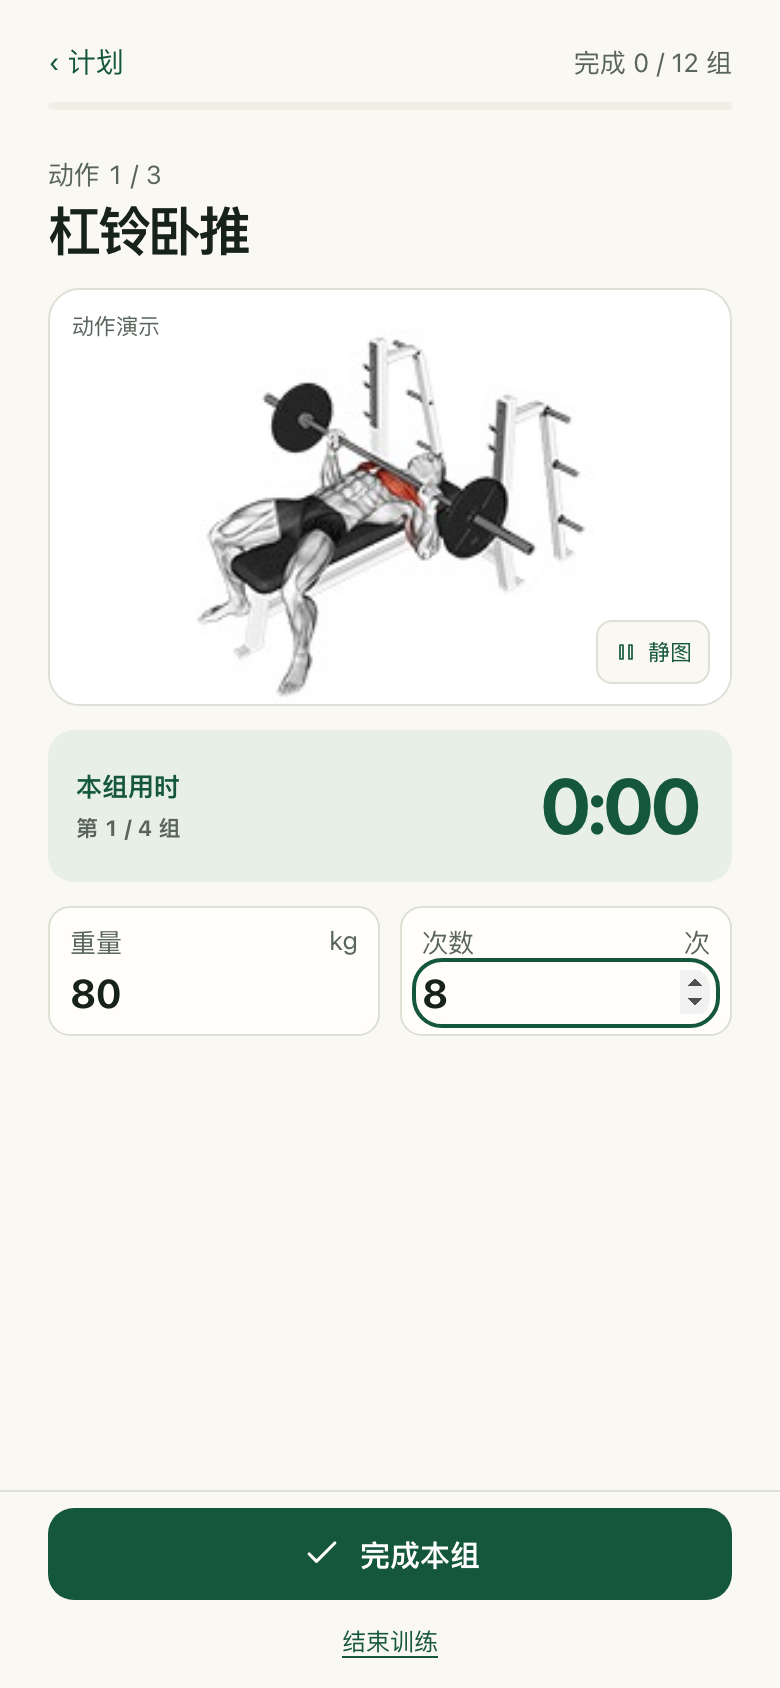 ‹ 计划
完成 0 / 12 组
动作 1 / 3
杠铃卧推
动作演示
静图
本组用时
第 1 / 4 组
0:00
重量 kg
80
次数 次
8
完成本组
结束训练